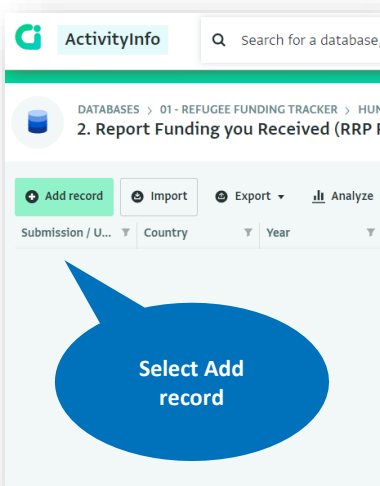 ActivityInfo
Search for a database,
DATABASES > 01 - REFUGEE FUNDING TRACKER > HUN
2. Report Funding you Received (RRP
Add record Import Export Analyze
Submission / U... Country Year
Select Add
record